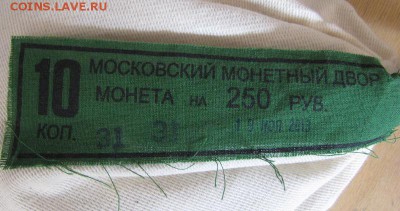 COINS.LAVE.RU
10 МОСКОВСКИЙ МОНЕТНЫЙ ДВОР
МОНЕТА НА 250 РУБ.
КОП. 31 31